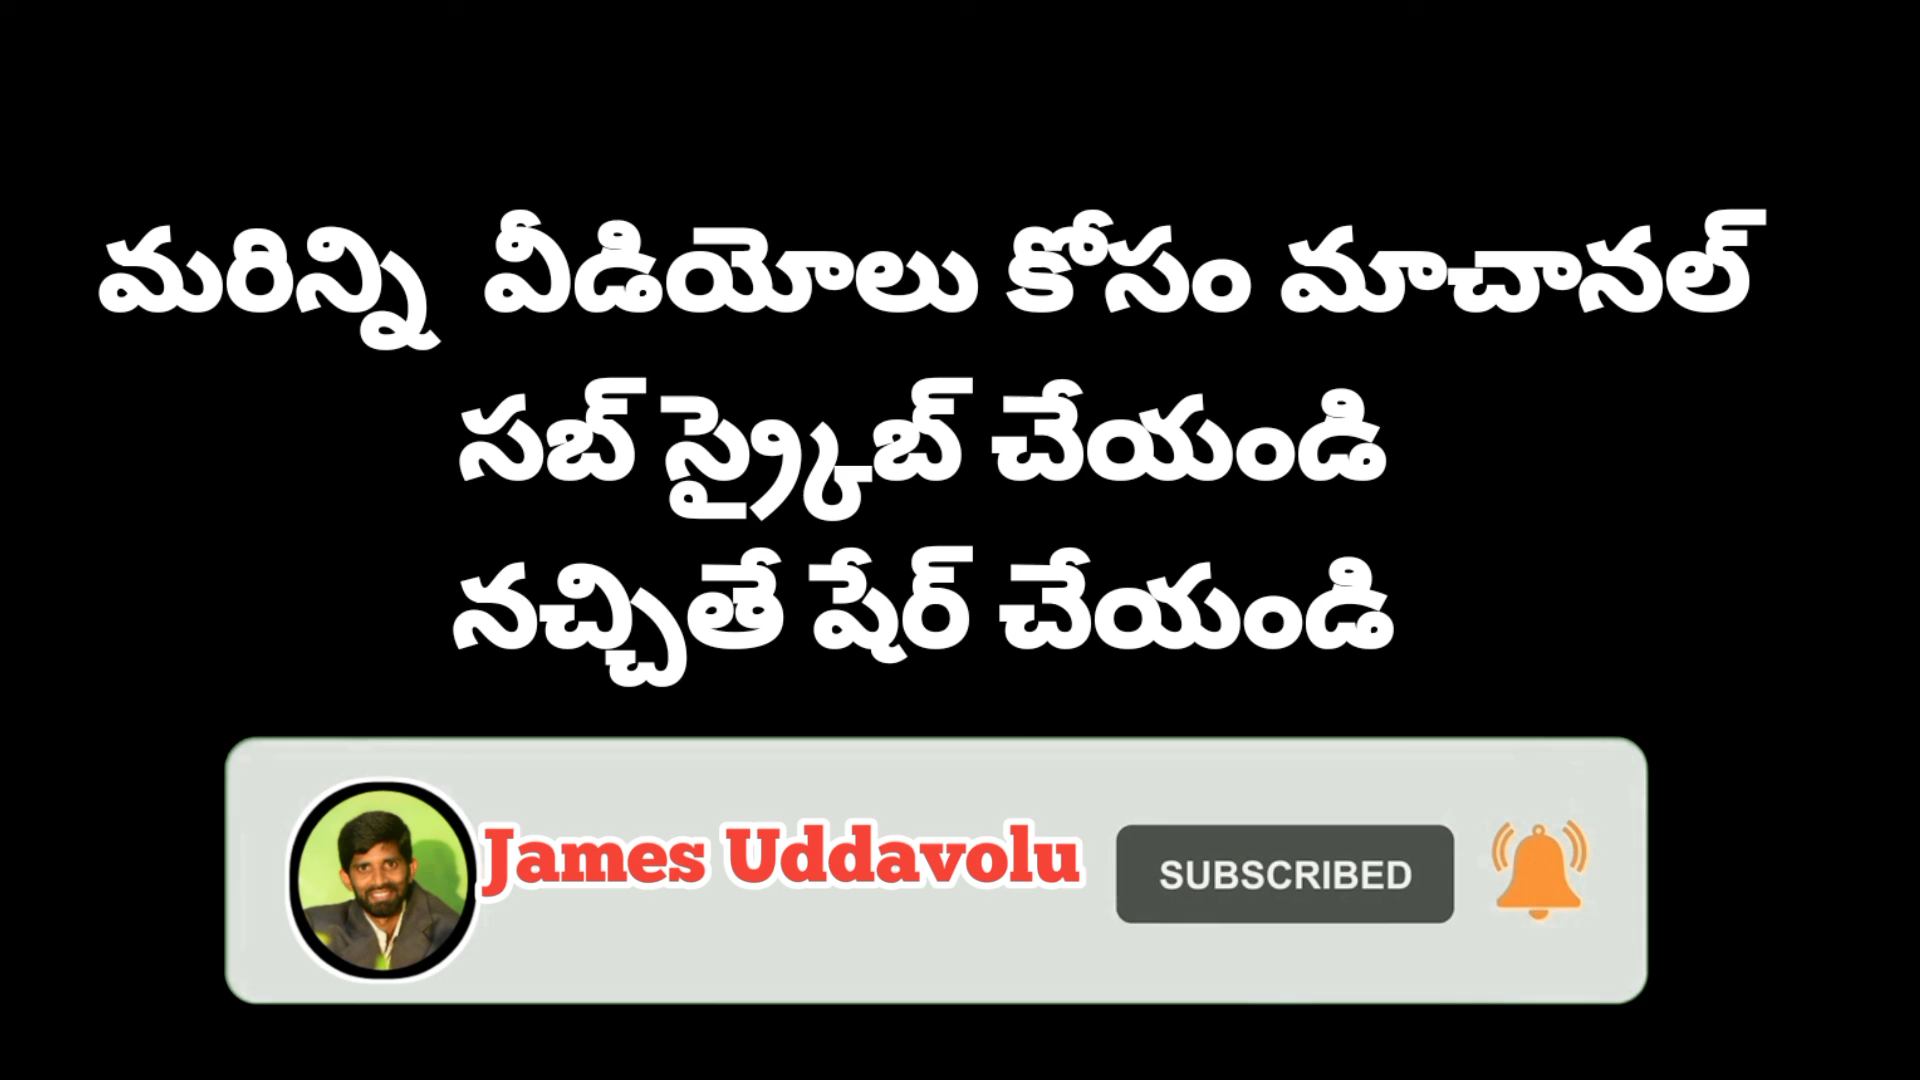 మరిన్ని వీడియోలు కోసం మాచానల్
సబ్ స్క్రైబ్ చేయండి
నచ్చితే షేర్ చేయండి
James Uddavolu
SUBSCRIBED